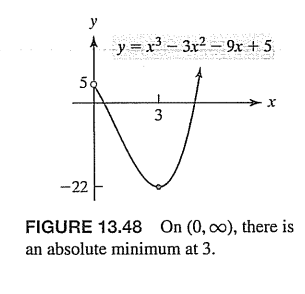 y
y = x³ – 3x² – 9x + 5
5
x
3
–22
FIGURE 13.48 On (0, ∞), there is
an absolute minimum at 3.